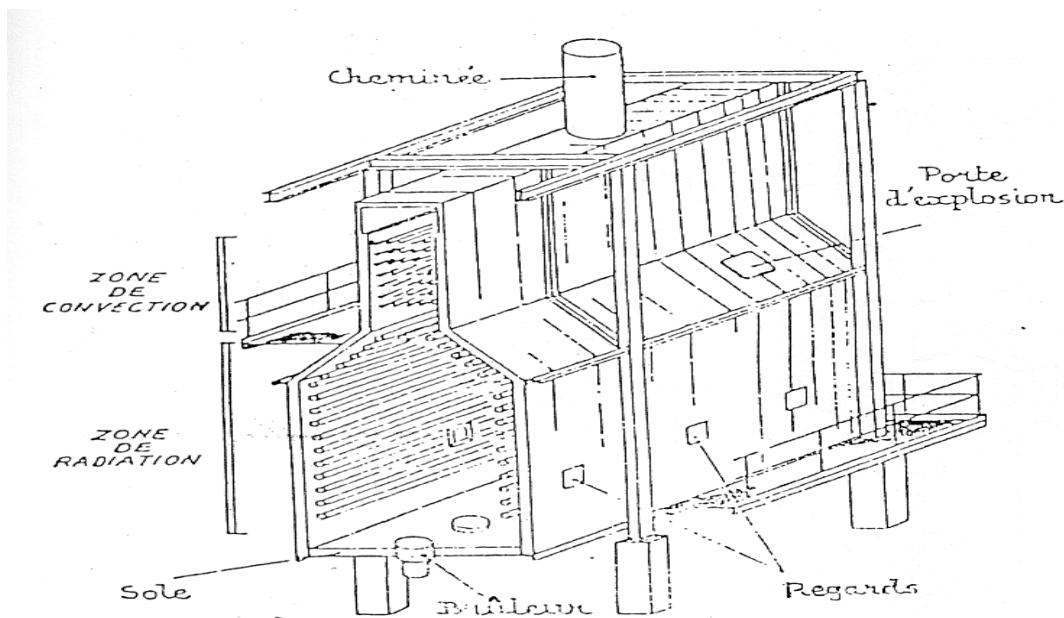 Cheminée
Porte
d'explosion
ZONE
DE
CONVECTION
ZONE
DE
RADIATION
Sole
Brûleur
Regards